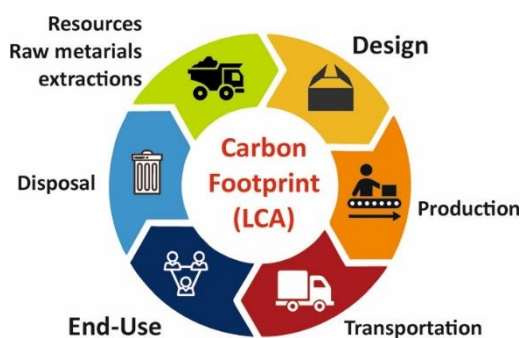 Resources
Raw metarials
extractions
Design
Disposal
Carbon
Footprint
(LCA)
Production
End-Use
Transportation